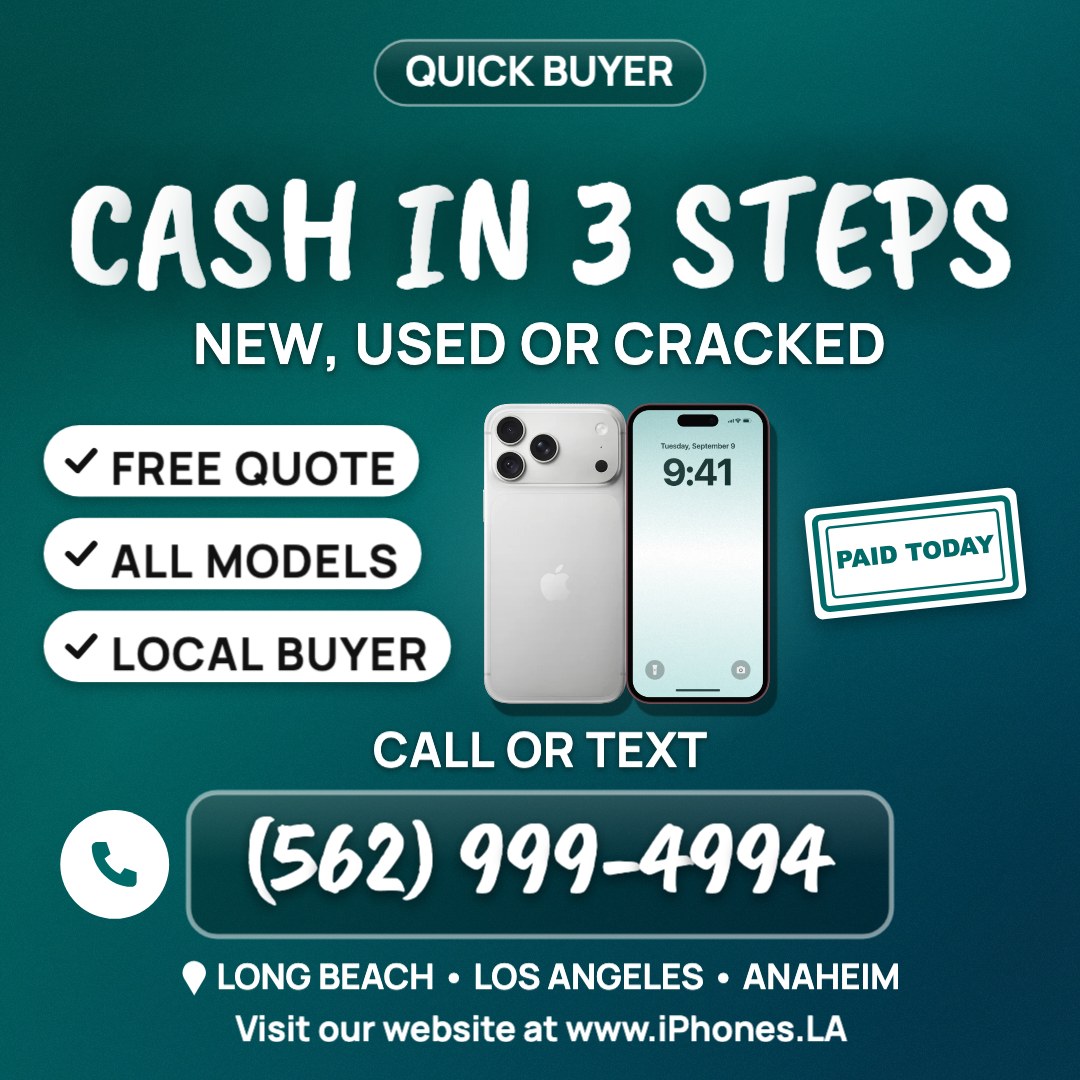 QUICK BUYER
CASH IN 3 STEPS
NEW, USED OR CRACKED
FREE QUOTE
ALL MODELS
LOCAL BUYER
Tuesday, September 9
9:41
PAID TODAY
CALL OR TEXT
(562) 999-4994
LONG BEACH • LOS ANGELES • ANAHEIM
Visit our website at www.iPhones.LA